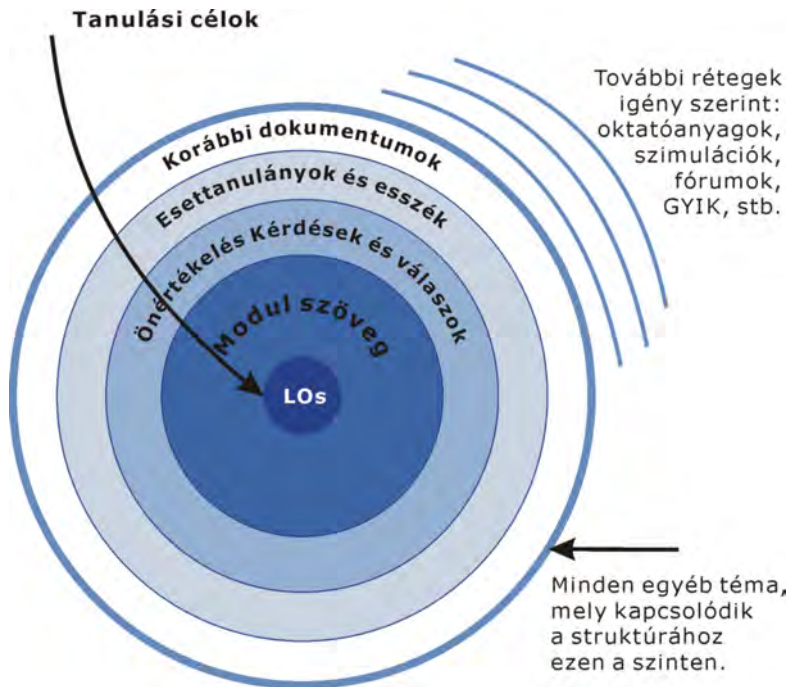 Tanulási célok
További rétegek
igény szerint:
oktatóanyagok,
szimulációk,
fórumok,
GYIK, stb.
Korábbi dokumentumok
Esettanulányok és esszék
Önértékelés Kérdések és válaszok
Modul szöveg
LOs
Minden egyéb téma,
mely kapcsolódik
a struktúrához
ezen a szinten.